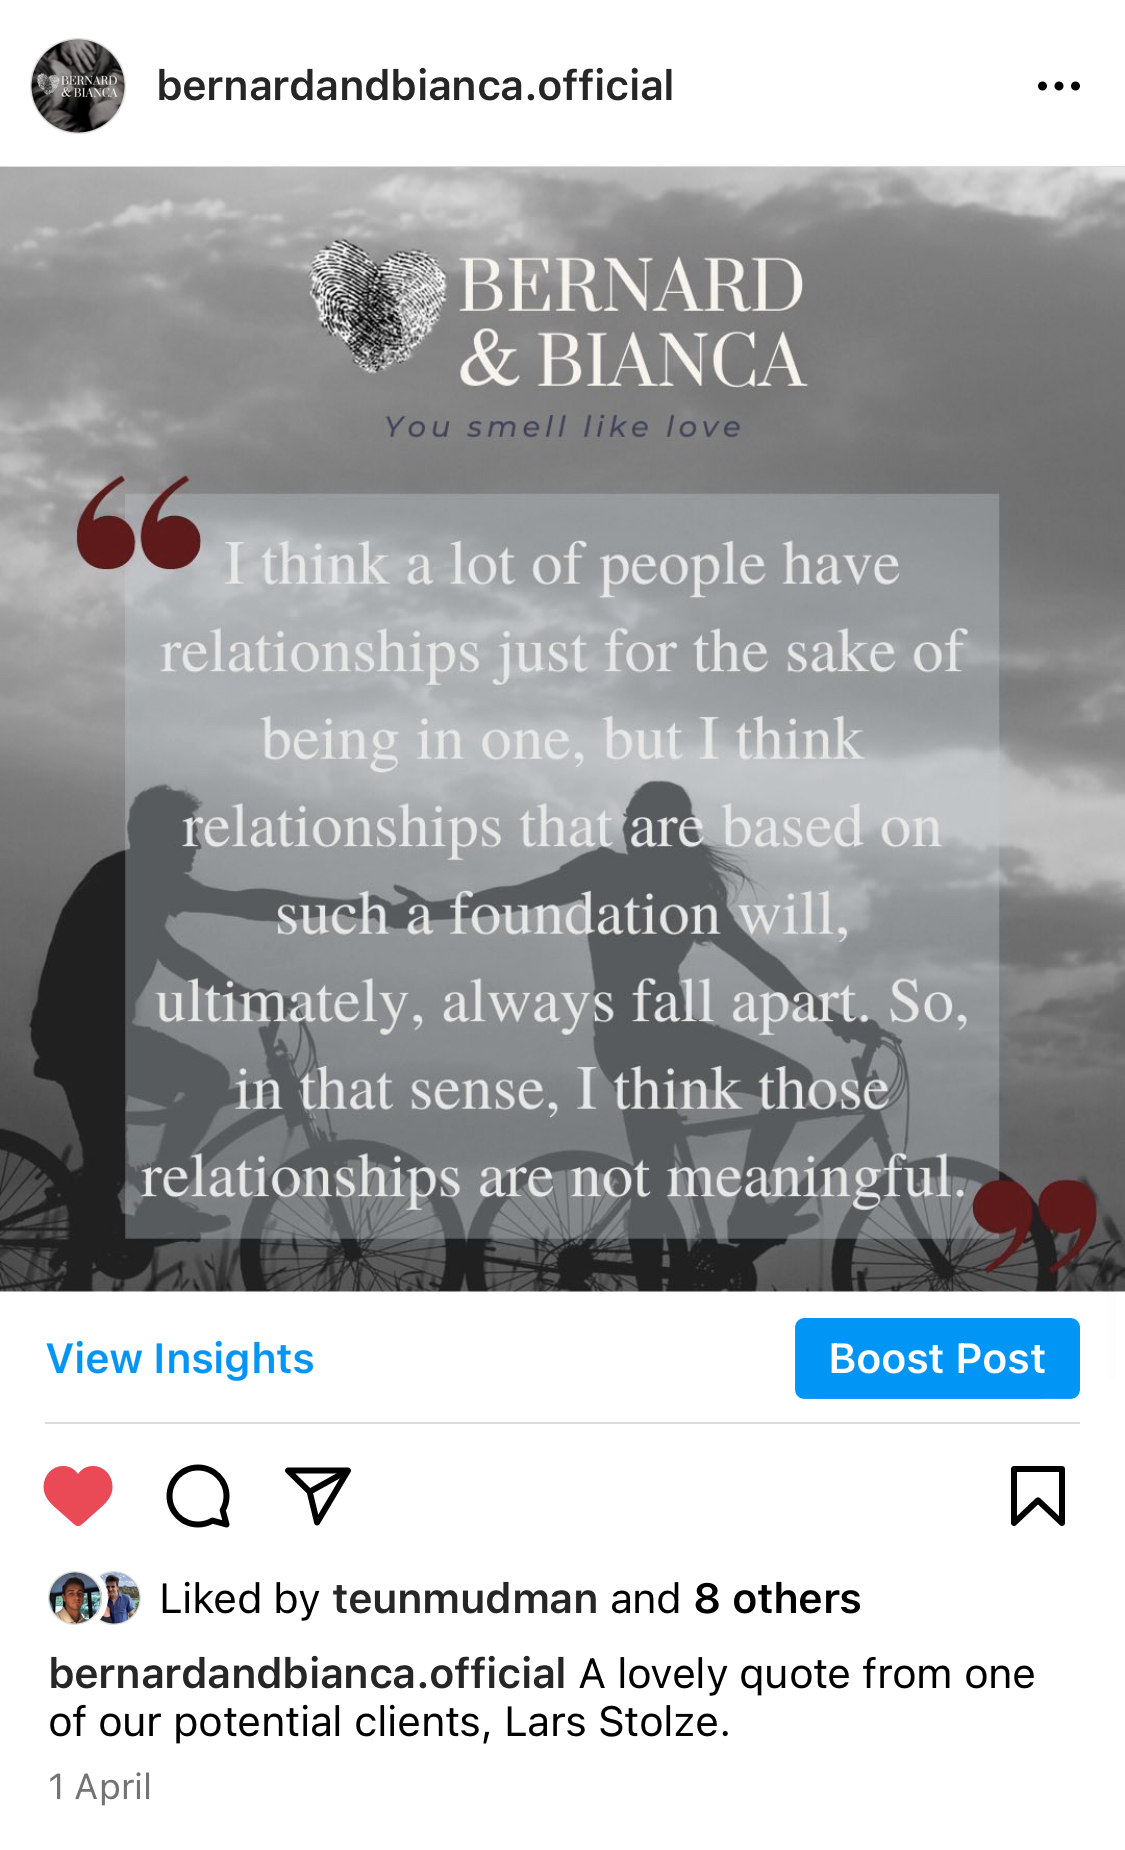 BERNARD
& BIANCA
bernardandbianca.official
BERNARD
& BIANCA
You smell like love
“
I think a lot of people have
relationships just for the sake of
being in one, but I think
relationships that are based on
such a foundation will,
ultimately, always fall apart. So,
in that sense, I think those
relationships are not meaningful.
”
View Insights
Boost Post
Liked by teunmudman and 8 others
bernardandbianca.official A lovely quote from one
of our potential clients, Lars Stolze.
1 April